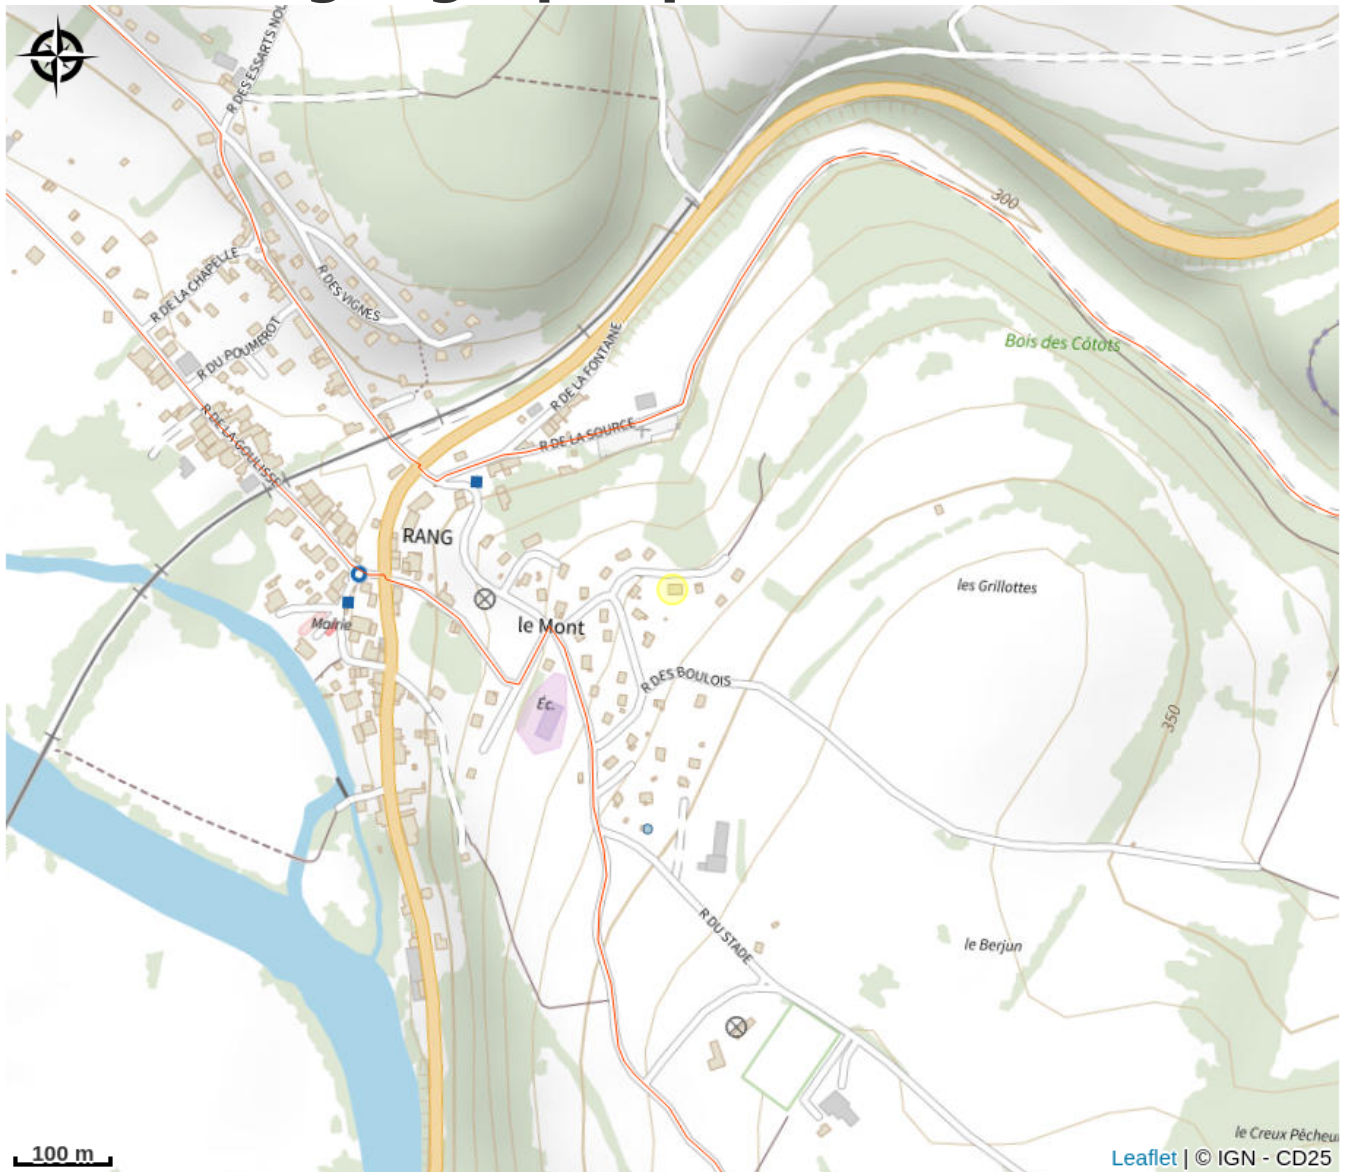 R DES ESSARTS NOU
300
R DE LA CHAPELLE
R DES VIGNES
Bois des Côtots
R DU POUMEROT
R DE LA FONTAINE
R DE LA GOULISSE
R DE LA SOURCE
RANG
les Grillottes
Mairie
le Mont
R DES BOULOIS
Éc.
350
R DU STADE
le Berjun
le Creux Pêcheu
100 m
Leaflet | © IGN - CD25